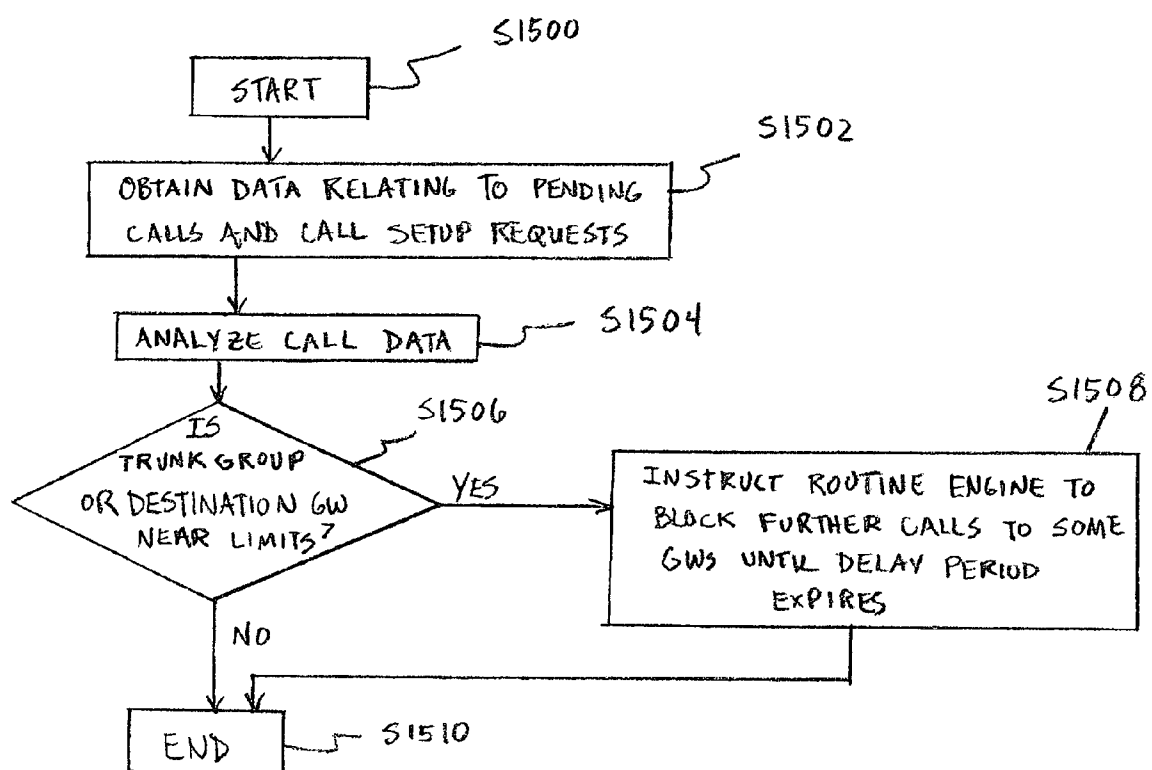 S1500
START
S1502
OBTAIN DATA RELATING TO PENDING
CALLS AND CALL SETUP REQUESTS
S1504
ANALYZE CALL DATA
S1506
IS
TRUNK GROUP
OR DESTINATION GW
NEAR LIMITS?
YES
S1508
INSTRUCT ROUTINE ENGINE TO
BLOCK FURTHER CALLS TO SOME
GWS UNTIL DELAY PERIOD
EXPIRES
NO
END
S1510